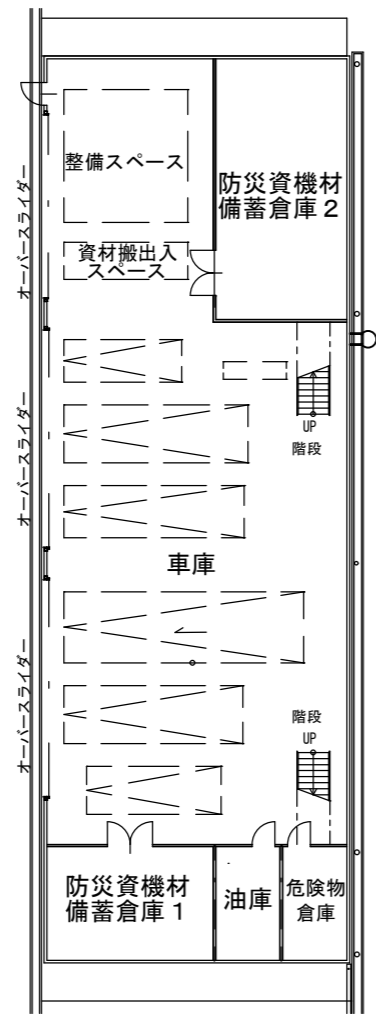 整備スペース
防災資機材
備蓄倉庫2
オーバースライダー
資材搬出入
スペース
UP
階段
オーバースライダー
車庫
オーバースライダー
階段
UP
防災資機材
備蓄倉庫1
油庫
危険物
倉庫